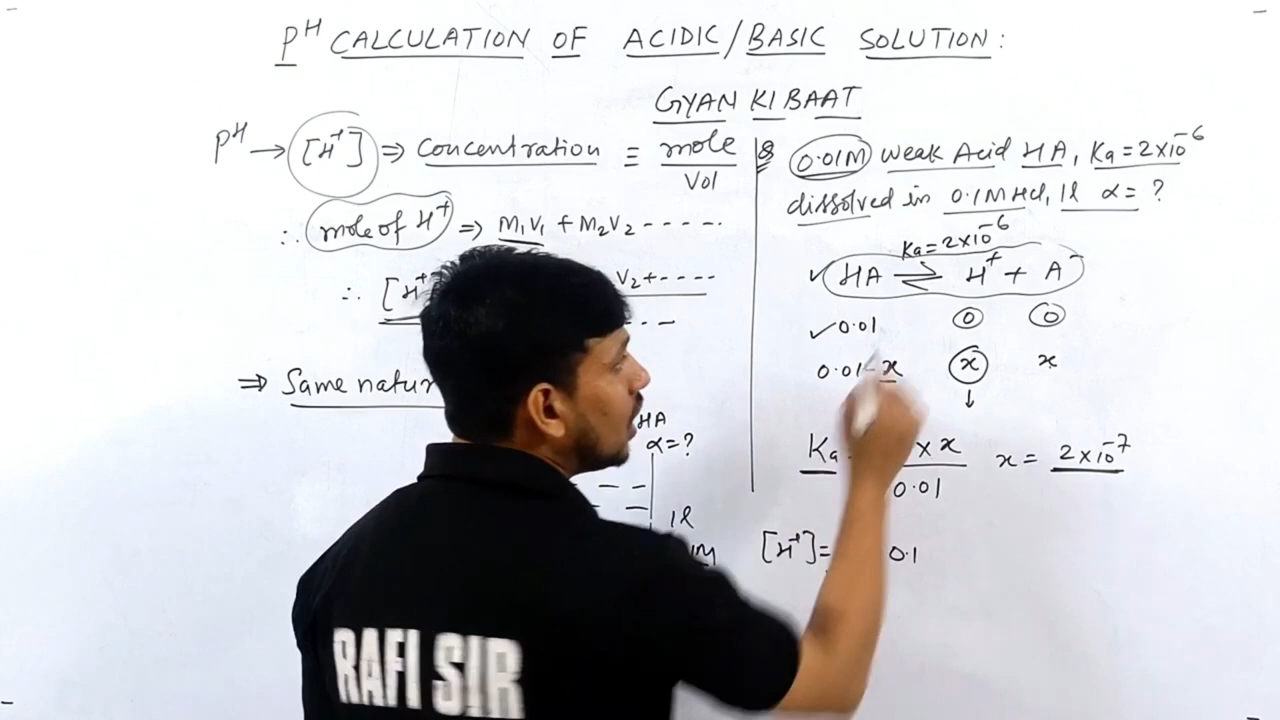 pH CALCULATION OF ACIDIC/BASIC SOLUTION:
GYAN KI BAAT
pH → [H⁺] ⇒ Concentration ≡ mole
Vol
∴ mole of H⁺ ⇒ M₁V₁ + M₂V₂ - - - - -
∴ [H⁺ V₂ + - - - -
⇒ Same natur
HA
α = ?
1l
Q 0.01M weak Acid HA, Ka = 2×10⁻⁶
dissolved in 0.1M HCl, 1l α = ?
Ka = 2×10⁻⁶
✓ HA ⇌ H⁺ + A⁻
✓ 0.01 0 0
0.01 - x x x
↓
Ka × x x = 2×10⁻⁷
0.01
[H⁺] = 0.1
RAFI SIR